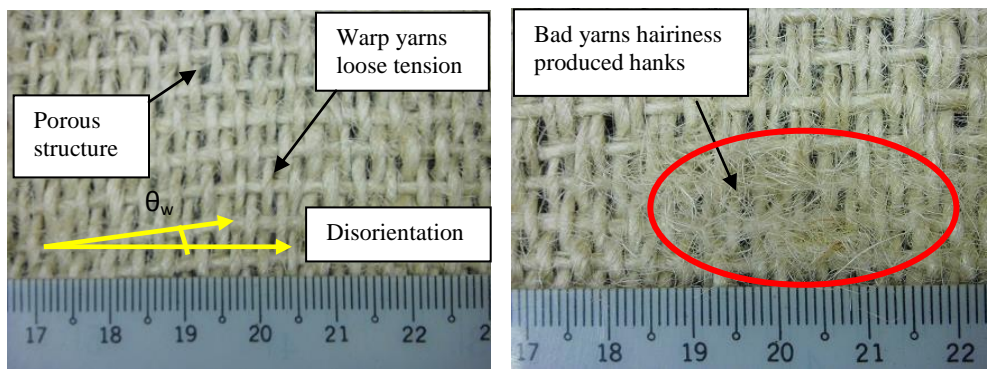 Warp yarns
loose tension
Porous
structure
θw
Disorientation
17 18 19 20 21 22 2
Bad yarns hairiness
produced hanks
17 18 19 20 21 22